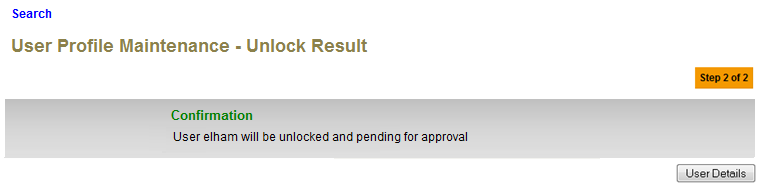 Search
User Profile Maintenance - Unlock Result
Step 2 of 2
Confirmation
User elham will be unlocked and pending for approval
User Details